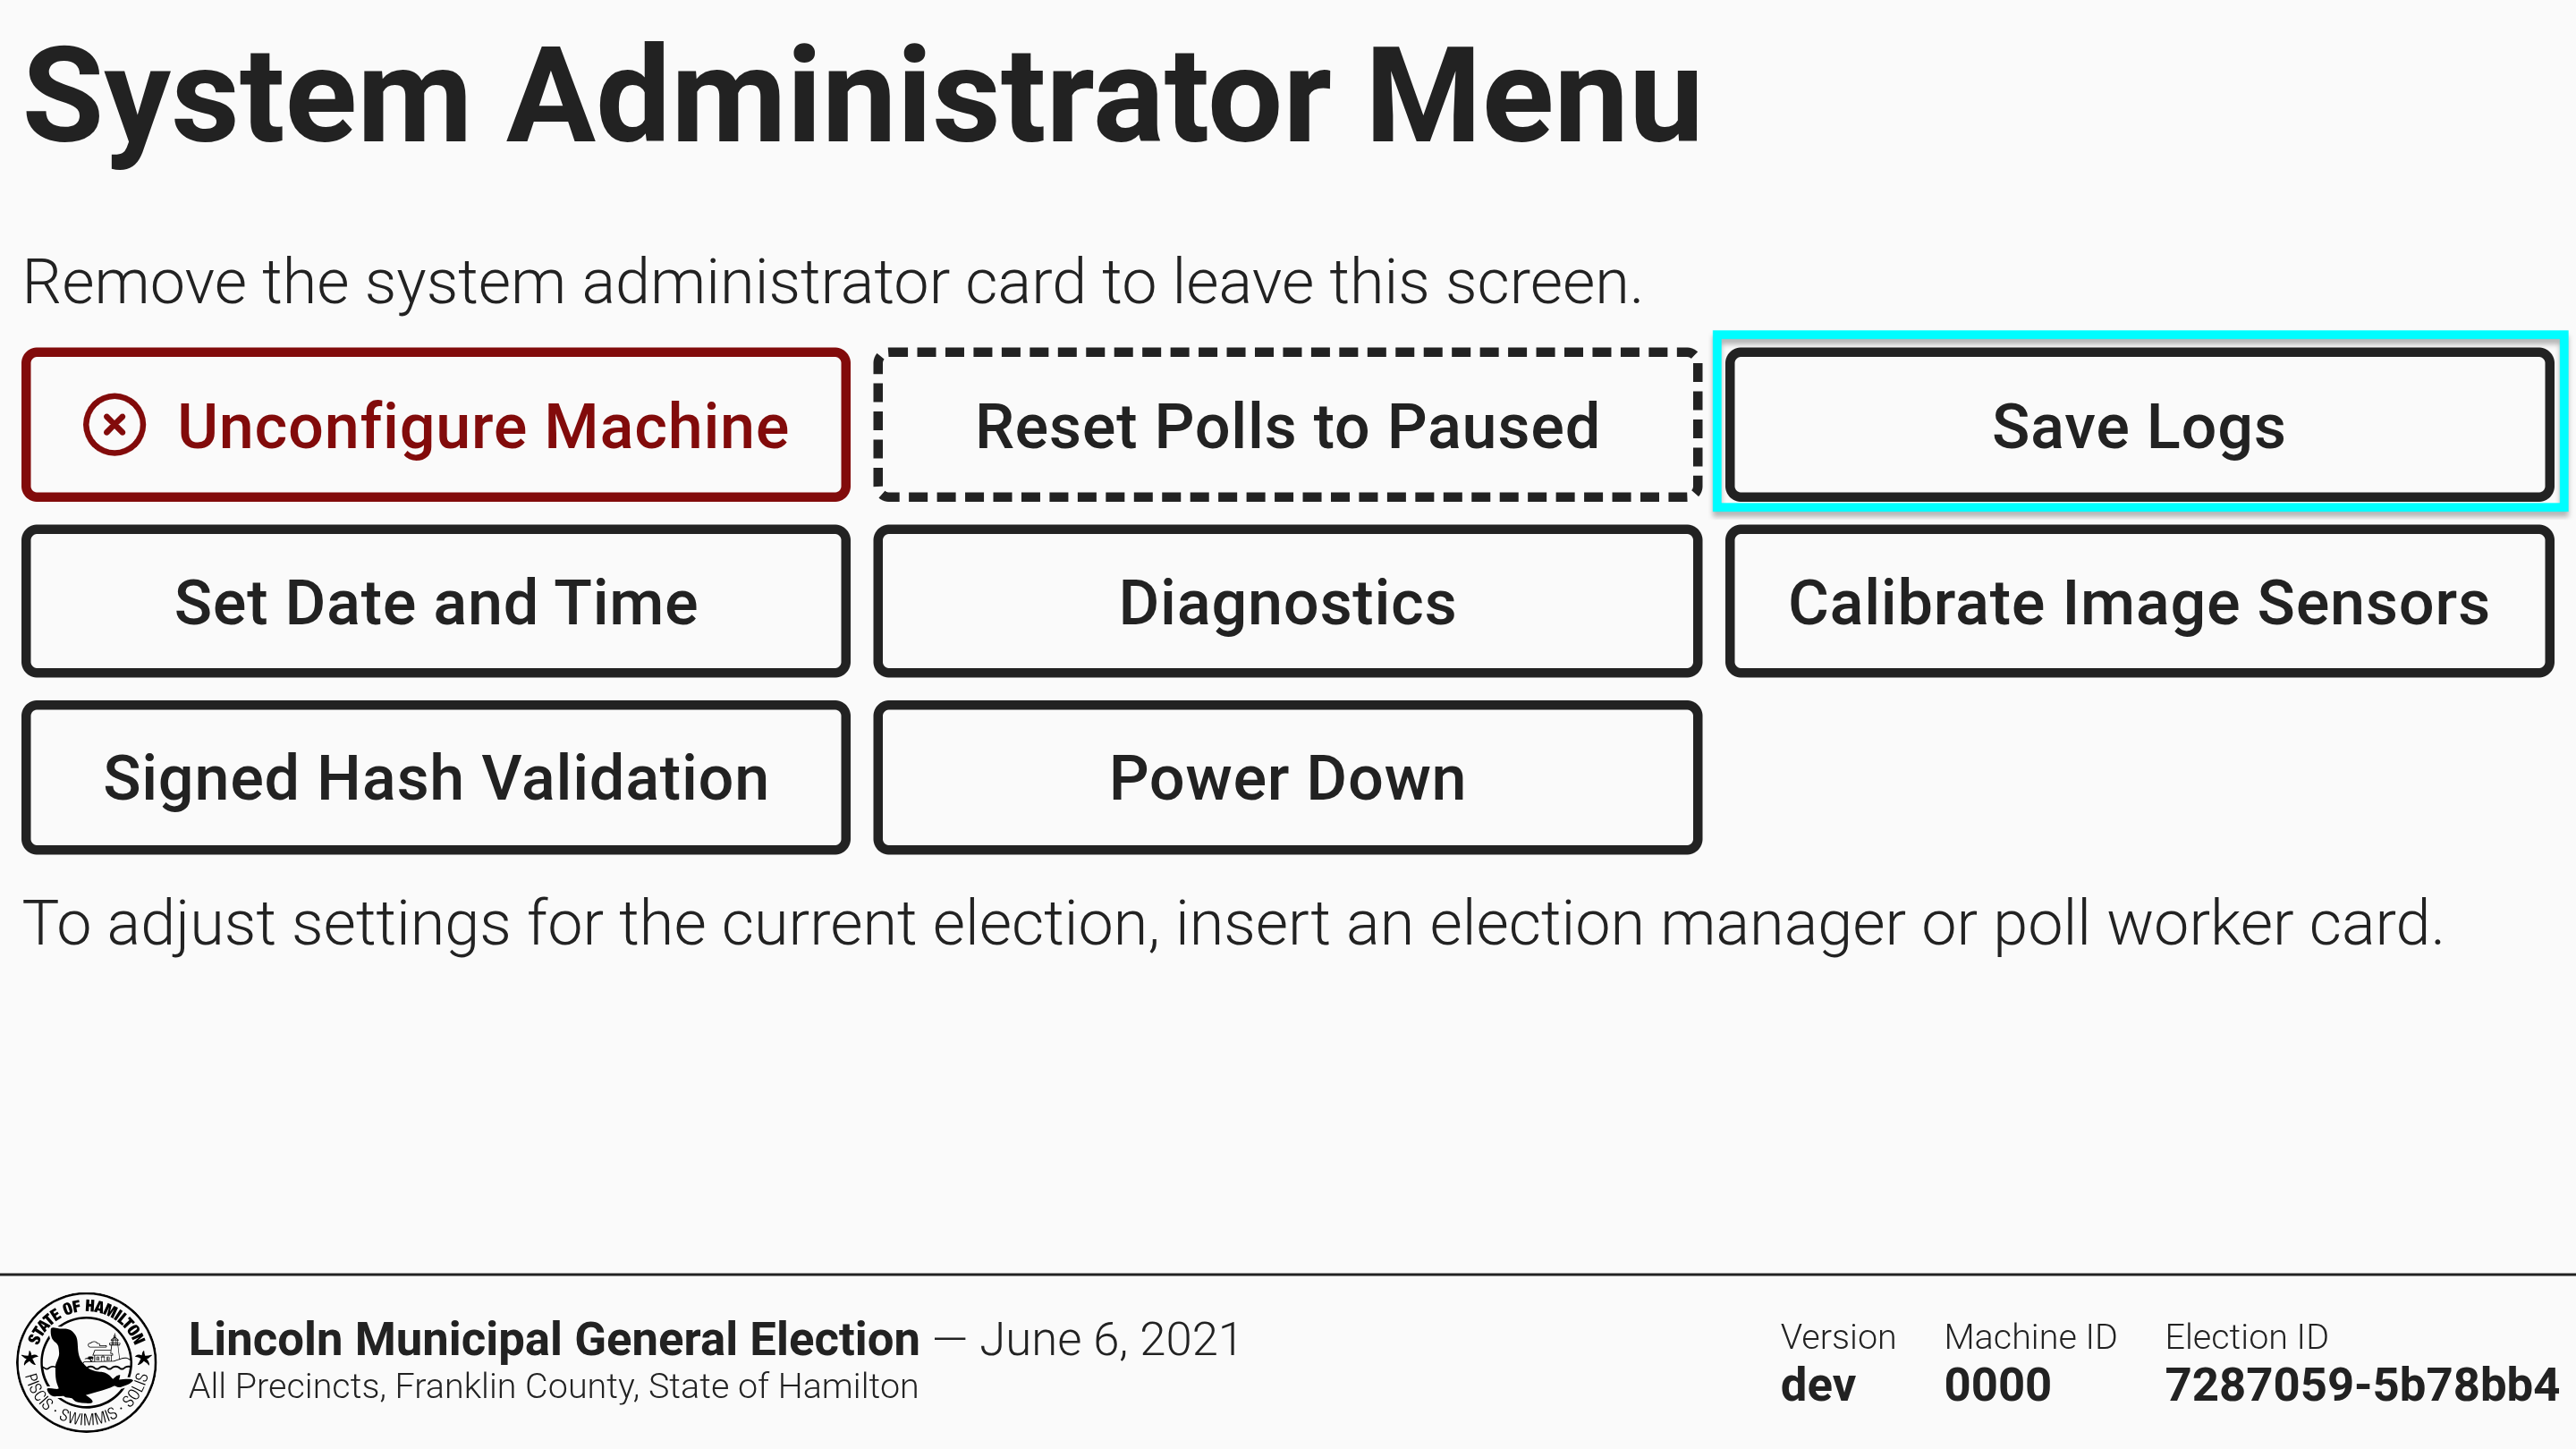 System Administrator Menu
Remove the system administrator card to leave this screen.
Unconfigure Machine
Reset Polls to Paused
Save Logs
Set Date and Time
Diagnostics
Calibrate Image Sensors
Signed Hash Validation
Power Down
To adjust settings for the current election, insert an election manager or poll worker card.
STATE OF HAMILTON
PISCIS · SWIMMIS · SOLIS
Lincoln Municipal General Election — June 6, 2021
All Precincts, Franklin County, State of Hamilton
Version
dev
Machine ID
0000
Election ID
7287059-5b78bb4